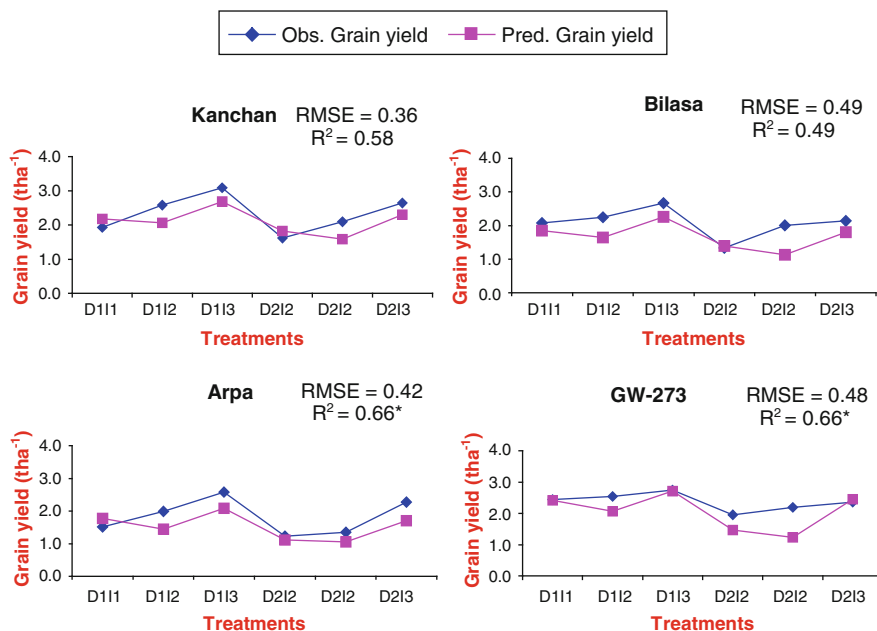 Obs. Grain yield Pred. Grain yield
Kanchan RMSE = 0.36
R² = 0.58
Grain yield (tha⁻¹)
4.0
3.0
2.0
1.0
0.0
D1I1 D1I2 D1I3 D2I2 D2I2 D2I3
Treatments
Bilasa RMSE = 0.49
R² = 0.49
Grain yield (tha⁻¹)
4.0
3.0
2.0
1.0
0.0
D1I1 D1I2 D1I3 D2I2 D2I2 D2I3
Treatments
Arpa RMSE = 0.42
R² = 0.66*
Grain yield (tha⁻¹)
4.0
3.0
2.0
1.0
0.0
D1I1 D1I2 D1I3 D2I2 D2I2 D2I3
Treatments
GW-273 RMSE = 0.48
R² = 0.66*
Grain yield (tha⁻¹)
4.0
3.0
2.0
1.0
0.0
D1I1 D1I2 D1I3 D2I2 D2I2 D2I3
Treatments